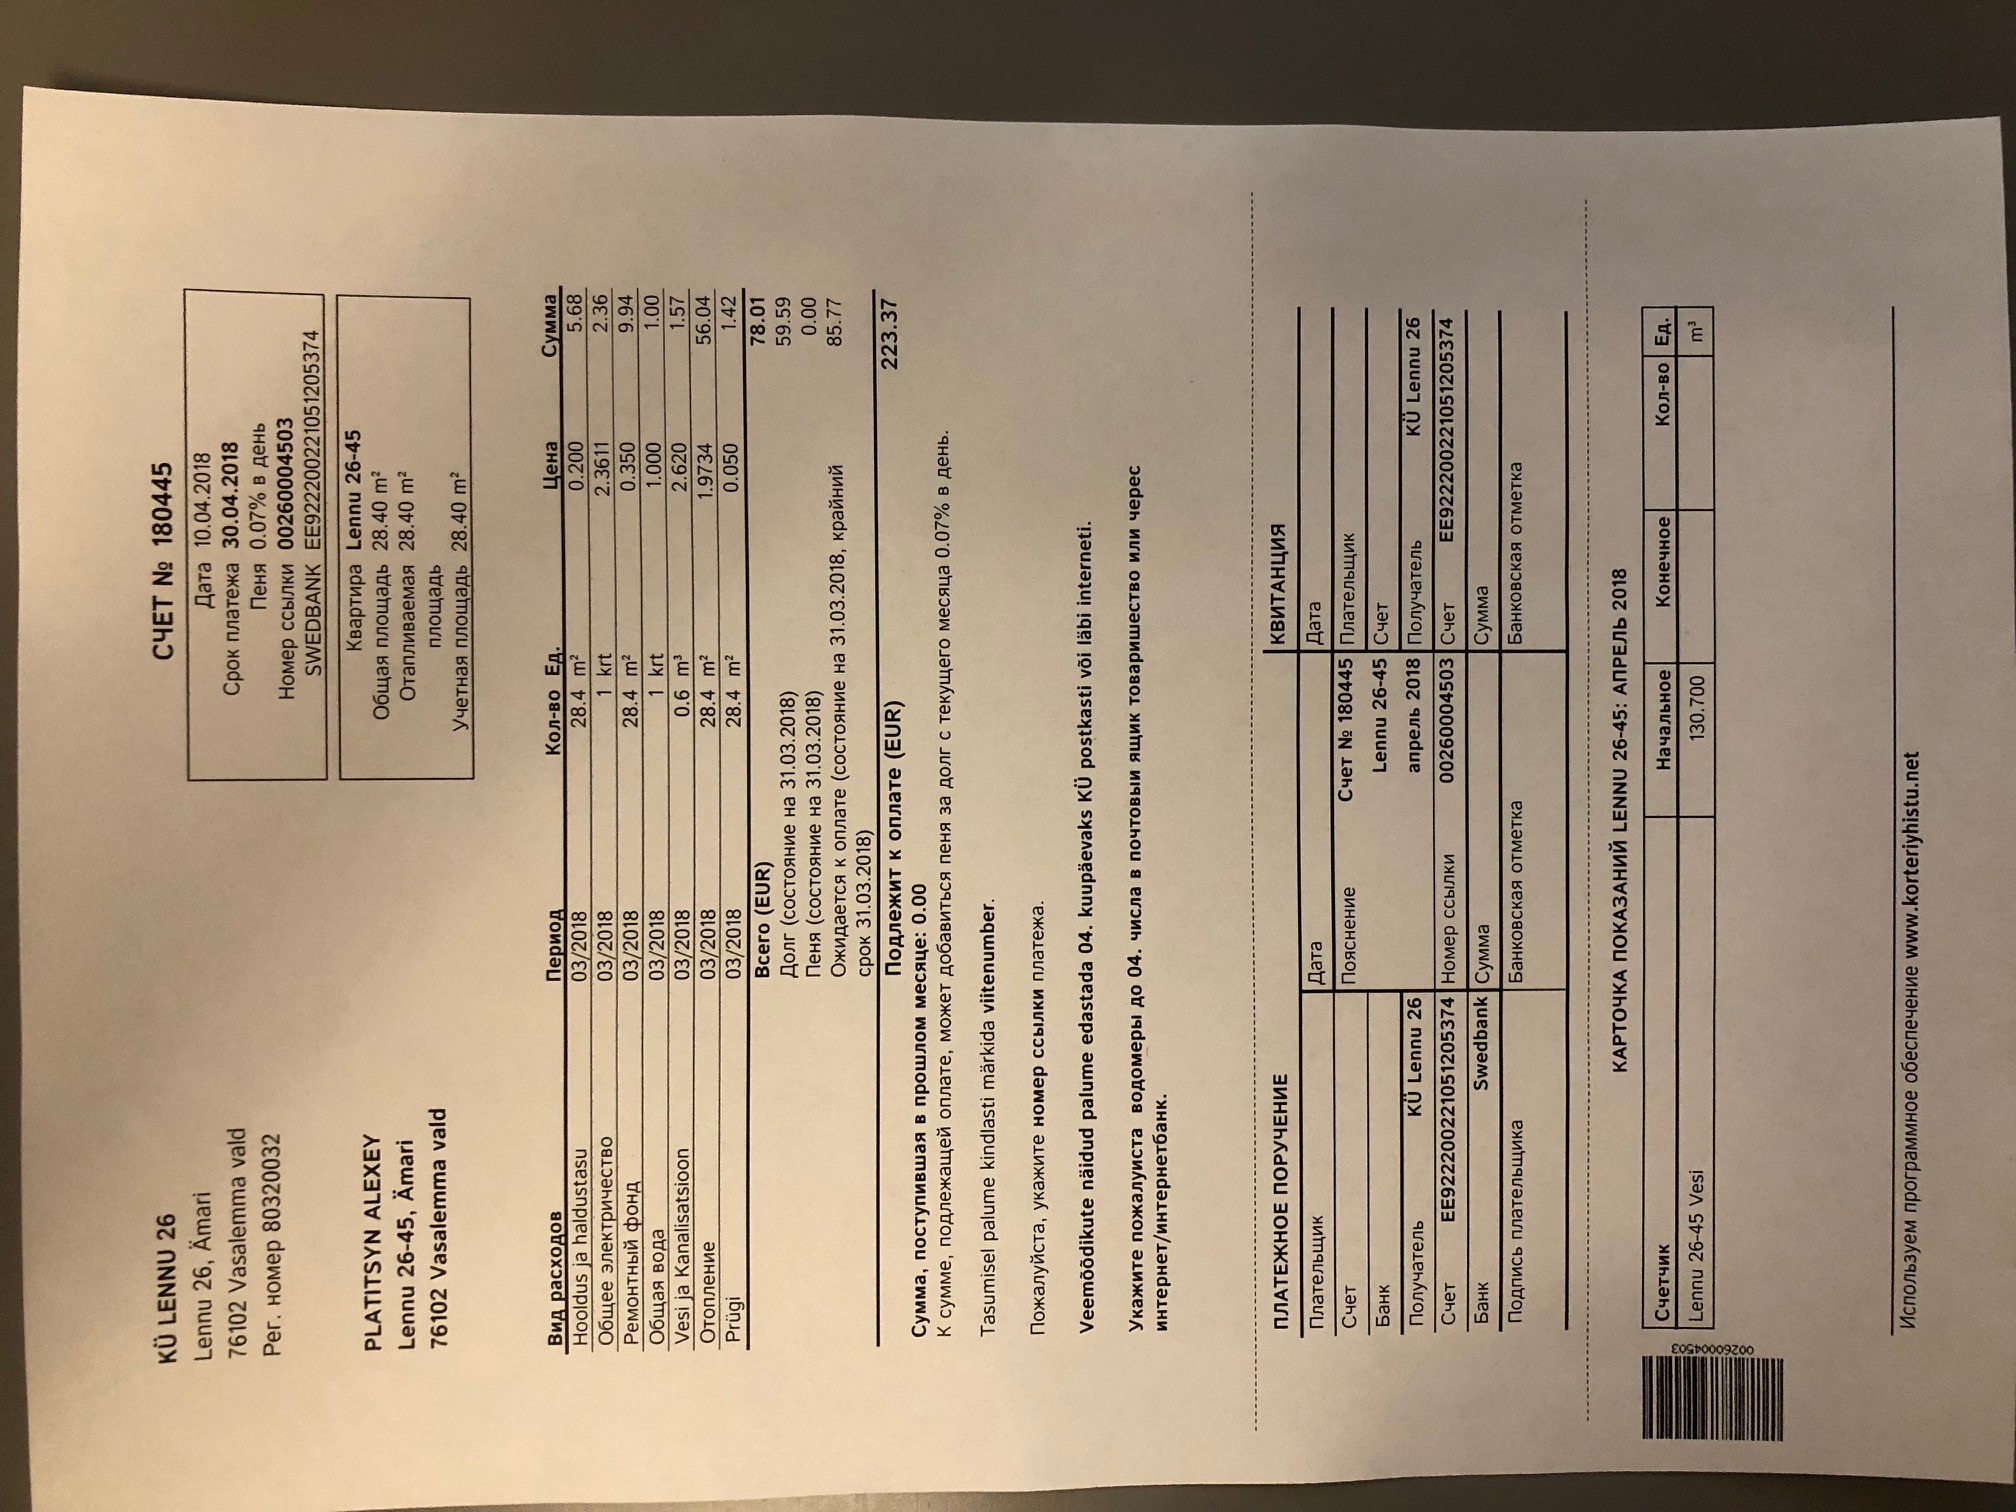 KÜ LENNU 26
Lennu 26, Ämari
76102 Vasalemma vald
Рег. номер 80320032
СЧЕТ № 180445
Дата 10.04.2018
Срок платежа 30.04.2018
Пеня 0.07% в день
Номер ссылки 00260004503
SWEDBANK EE922200221051205374
PLATITSYN ALEXEY
Lennu 26-45, Ämari
76102 Vasalemma vald
Квартира Lennu 26-45
Общая площадь 28.40 m²
Отапливаемая 28.40 m²
площадь
Учетная площадь 28.40 m²
Вид расходов Период Кол-во Ед. Цена Сумма
Hooldus ja haldustasu 03/2018 28.4 m² 0.200 5.68
Общее электричество 03/2018 1 krt 2.3611 2.36
Ремонтный фонд 03/2018 28.4 m² 0.350 9.94
Общая вода 03/2018 1 krt 1.000 1.00
Vesi ja Kanalisatsioon 03/2018 0.6 m³ 2.620 1.57
Отопление 03/2018 28.4 m² 1.9734 56.04
Prügi 03/2018 28.4 m² 0.050 1.42
Всего (EUR) 78.01
Долг (состояние на 31.03.2018) 59.59
Пеня (состояние на 31.03.2018) 0.00
Ожидается к оплате (состояние на 31.03.2018, крайний 85.77
срок 31.03.2018)
Подлежит к оплате (EUR) 223.37
Сумма, поступившая в прошлом месяце: 0.00
К сумме, подлежащей оплате, может добавиться пеня за долг с текущего месяца 0.07% в день.
Tasumisel palume kindlasti märkida viitenumber.
Пожалуйста, укажите номер ссылки платежа.
Veemõõdikute näidud palume edastada 04. kuupäevaks KÜ postkasti või läbi interneti.
Укажите пожалуиста водомеры до 04. числа в почтовыи ящик товаришество или черес
интернет/интернетбанк.
ПЛАТЕЖНОЕ ПОРУЧЕНИЕ КВИТАНЦИЯ
Плательщик Дата Дата
Счет Пояснение Счет № 180445 Плательщик
Банк Lennu 26-45 Счет
Получатель KÜ Lennu 26 апрель 2018 Получатель KÜ Lennu 26
Счет EE922200221051205374 Номер ссылки 00260004503 Счет EE922200221051205374
Банк Swedbank Сумма Сумма
Подпись плательщика Банковская отметка Банковская отметка
КАРТОЧКА ПОКАЗАНИЙ LENNU 26-45: АПРЕЛЬ 2018
Счетчик Начальное Конечное Кол-во Ед.
Lennu 26-45 Vesi 130.700 m³
00260004503
Используем программное обеспечение www.korteriyhistu.net